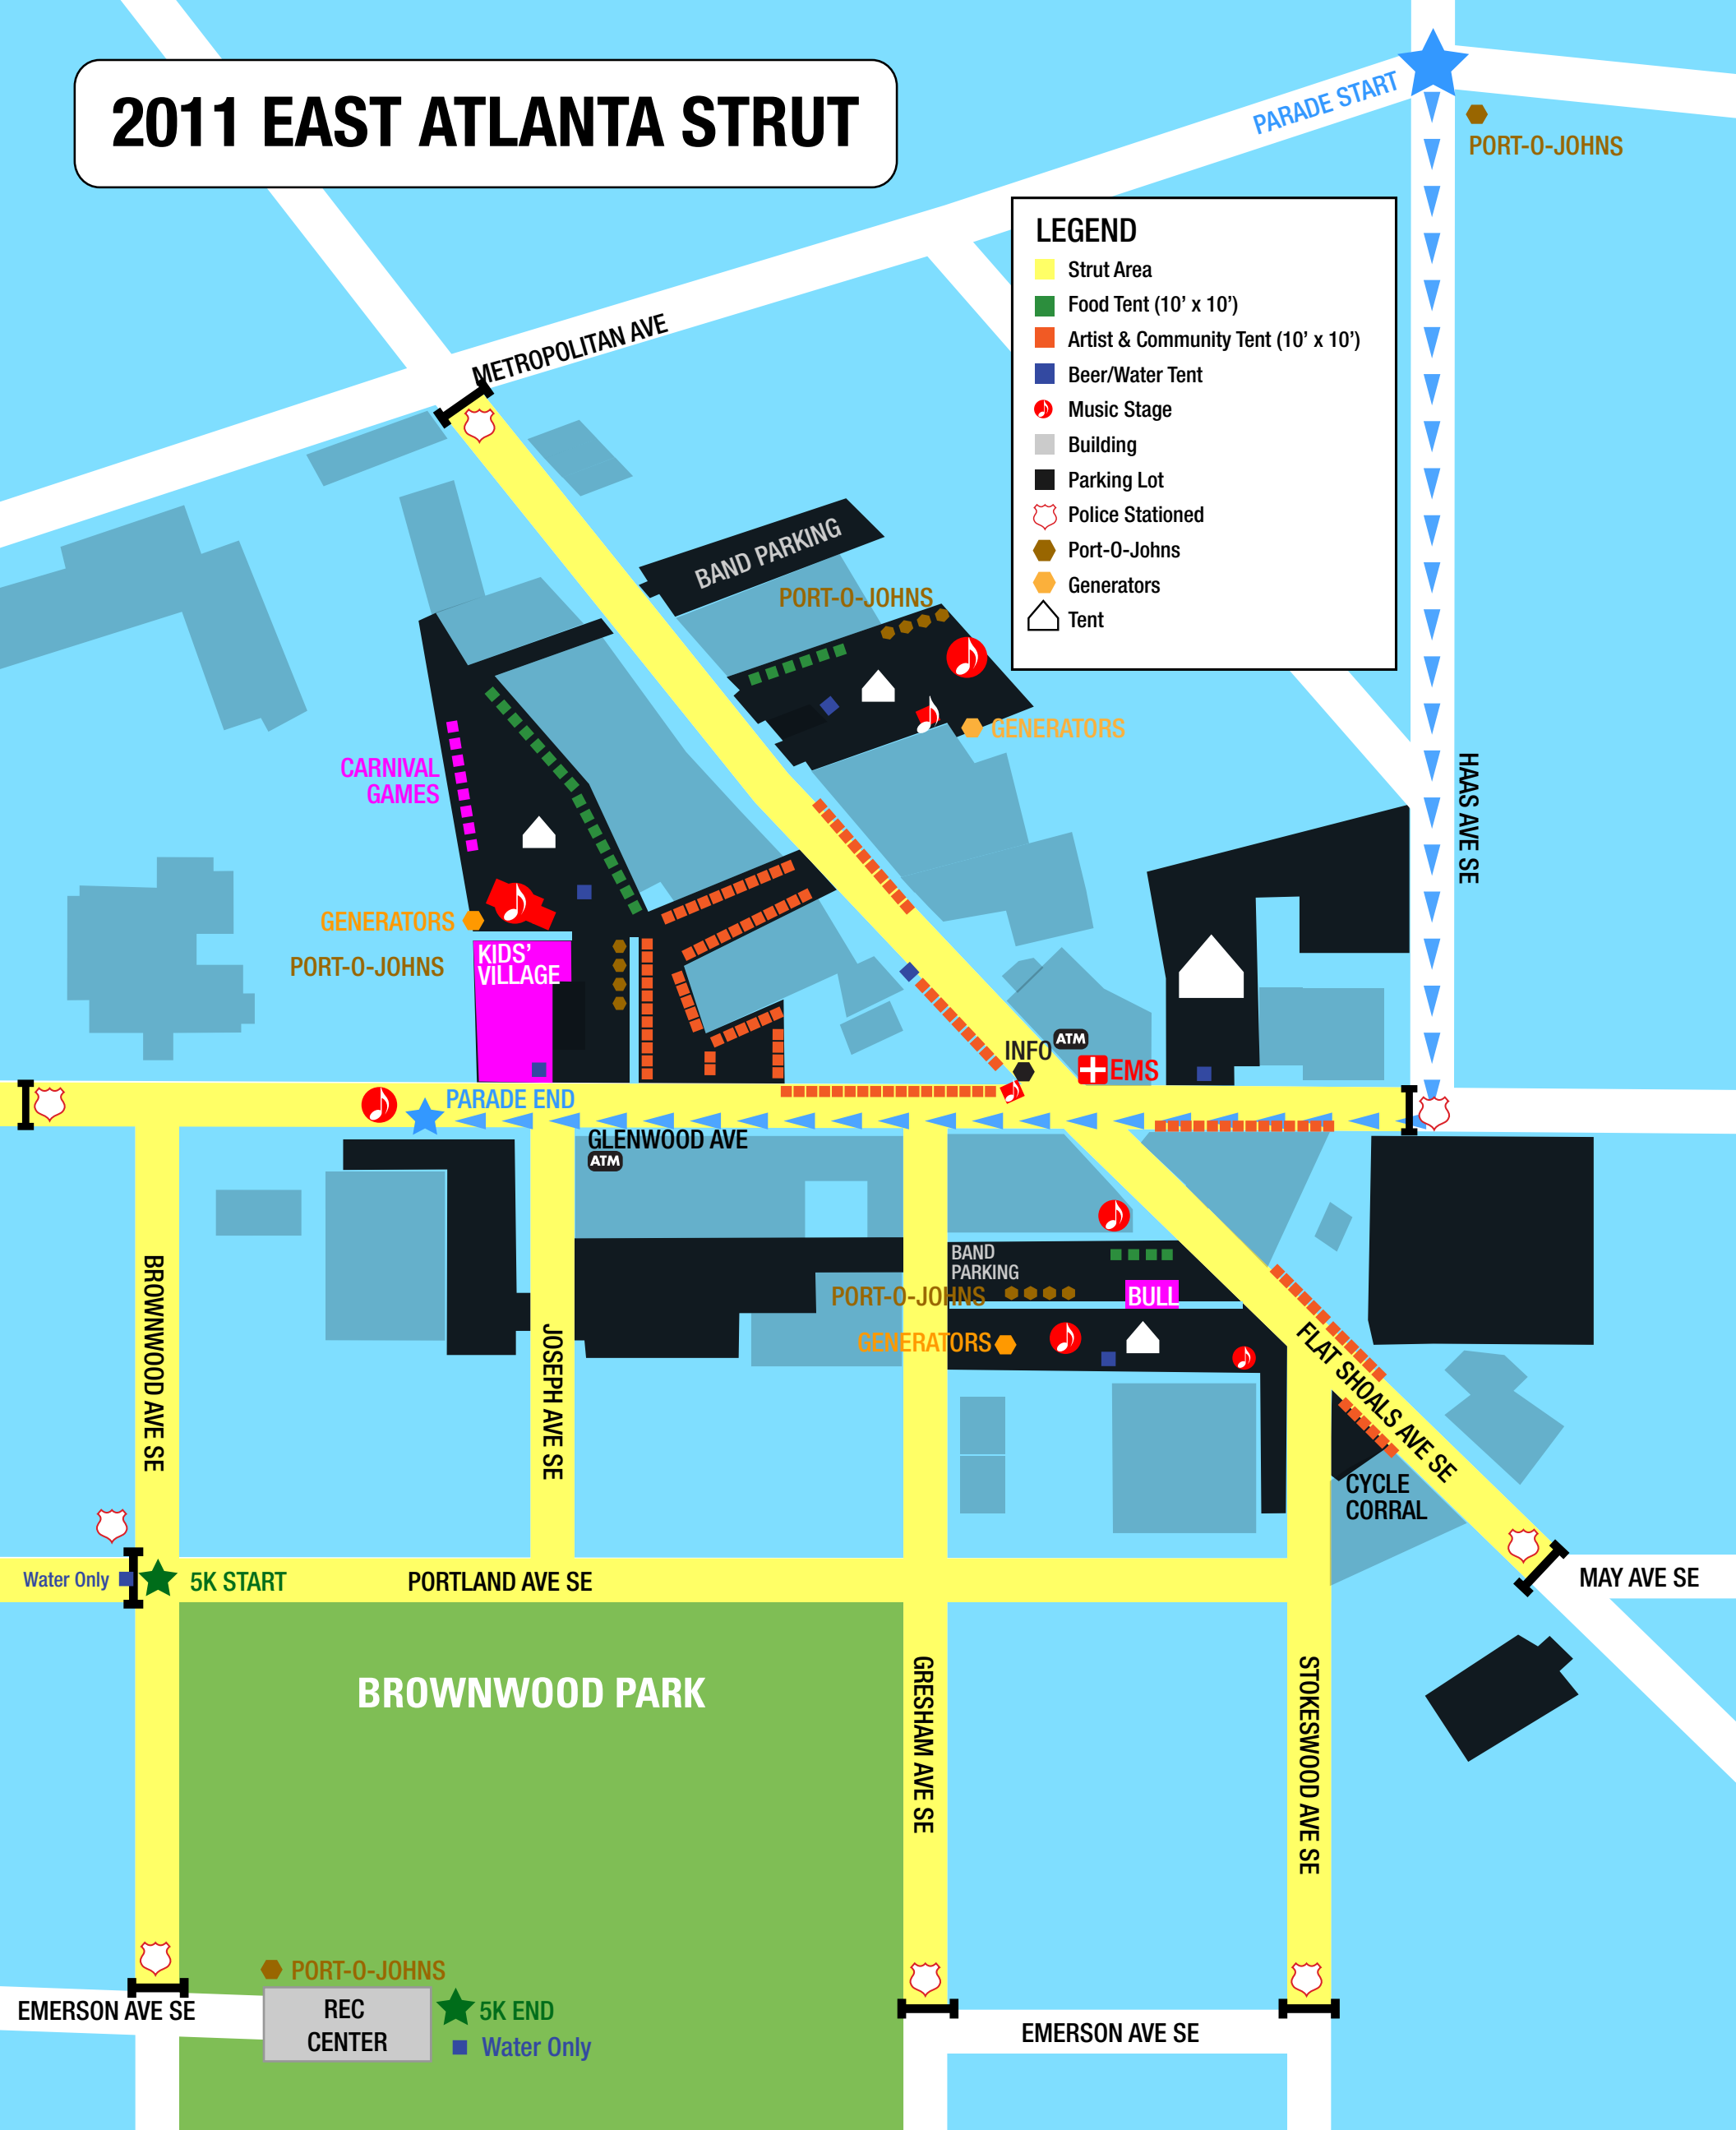 2011 EAST ATLANTA STRUT
PARADE START
PORT-O-JOHNS
LEGEND
Strut Area
Food Tent (10’ x 10’)
Artist & Community Tent (10’ x 10’)
Beer/Water Tent
Music Stage
Building
Parking Lot
Police Stationed
Port-O-Johns
Generators
Tent
METROPOLITAN AVE
BAND PARKING
PORT-O-JOHNS
GENERATORS
CARNIVAL
GAMES
HAAS AVE SE
GENERATORS
PORT-O-JOHNS
KIDS’
VILLAGE
INFO
ATM
EMS
PARADE END
GLENWOOD AVE
ATM
BAND
PARKING
PORT-O-JOHNS
BULL
GENERATORS
BROWNWOOD AVE SE
JOSEPH AVE SE
FLAT SHOALS AVE SE
CYCLE
CORRAL
Water Only
5K START
PORTLAND AVE SE
MAY AVE SE
BROWNWOOD PARK
GRESHAM AVE SE
STOKESWOOD AVE SE
PORT-O-JOHNS
EMERSON AVE SE
REC
CENTER
5K END
Water Only
EMERSON AVE SE